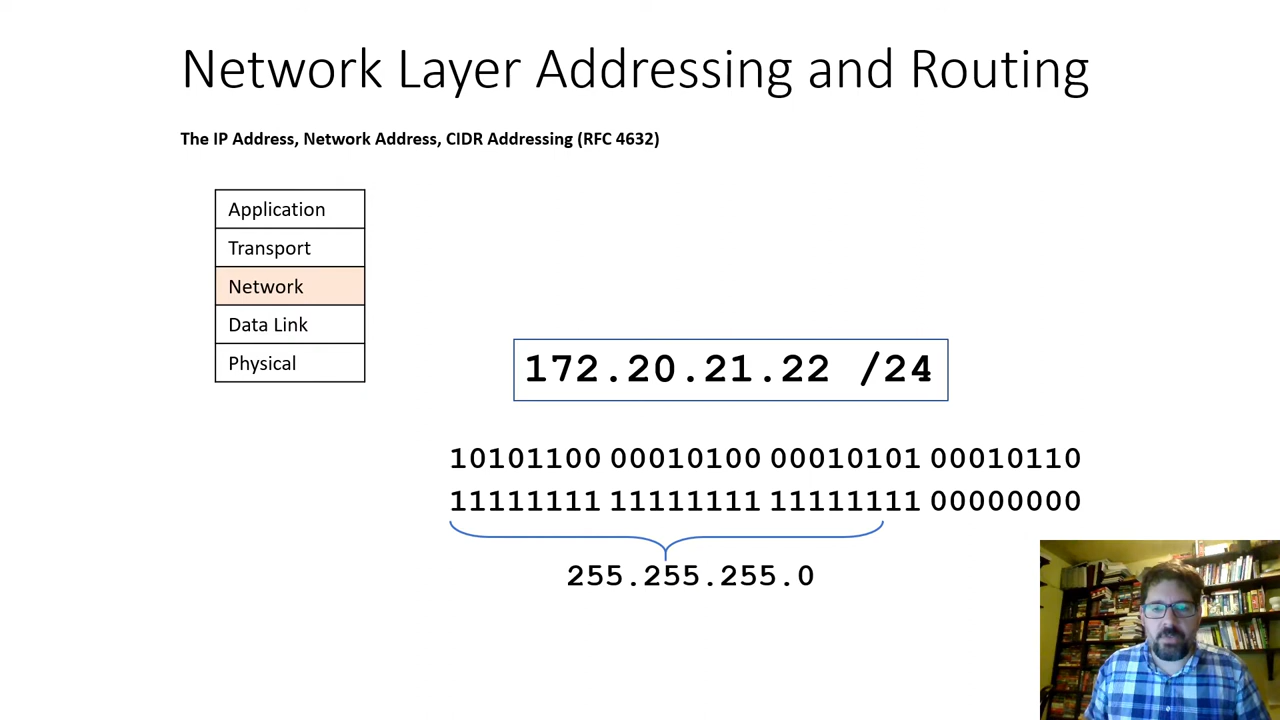 Network Layer Addressing and Routing
The IP Address, Network Address, CIDR Addressing (RFC 4632)
Application
Transport
Network
Data Link
Physical
172.20.21.22 /24
10101100 00010100 00010101 00010110
11111111 11111111 11111111 00000000
255.255.255.0